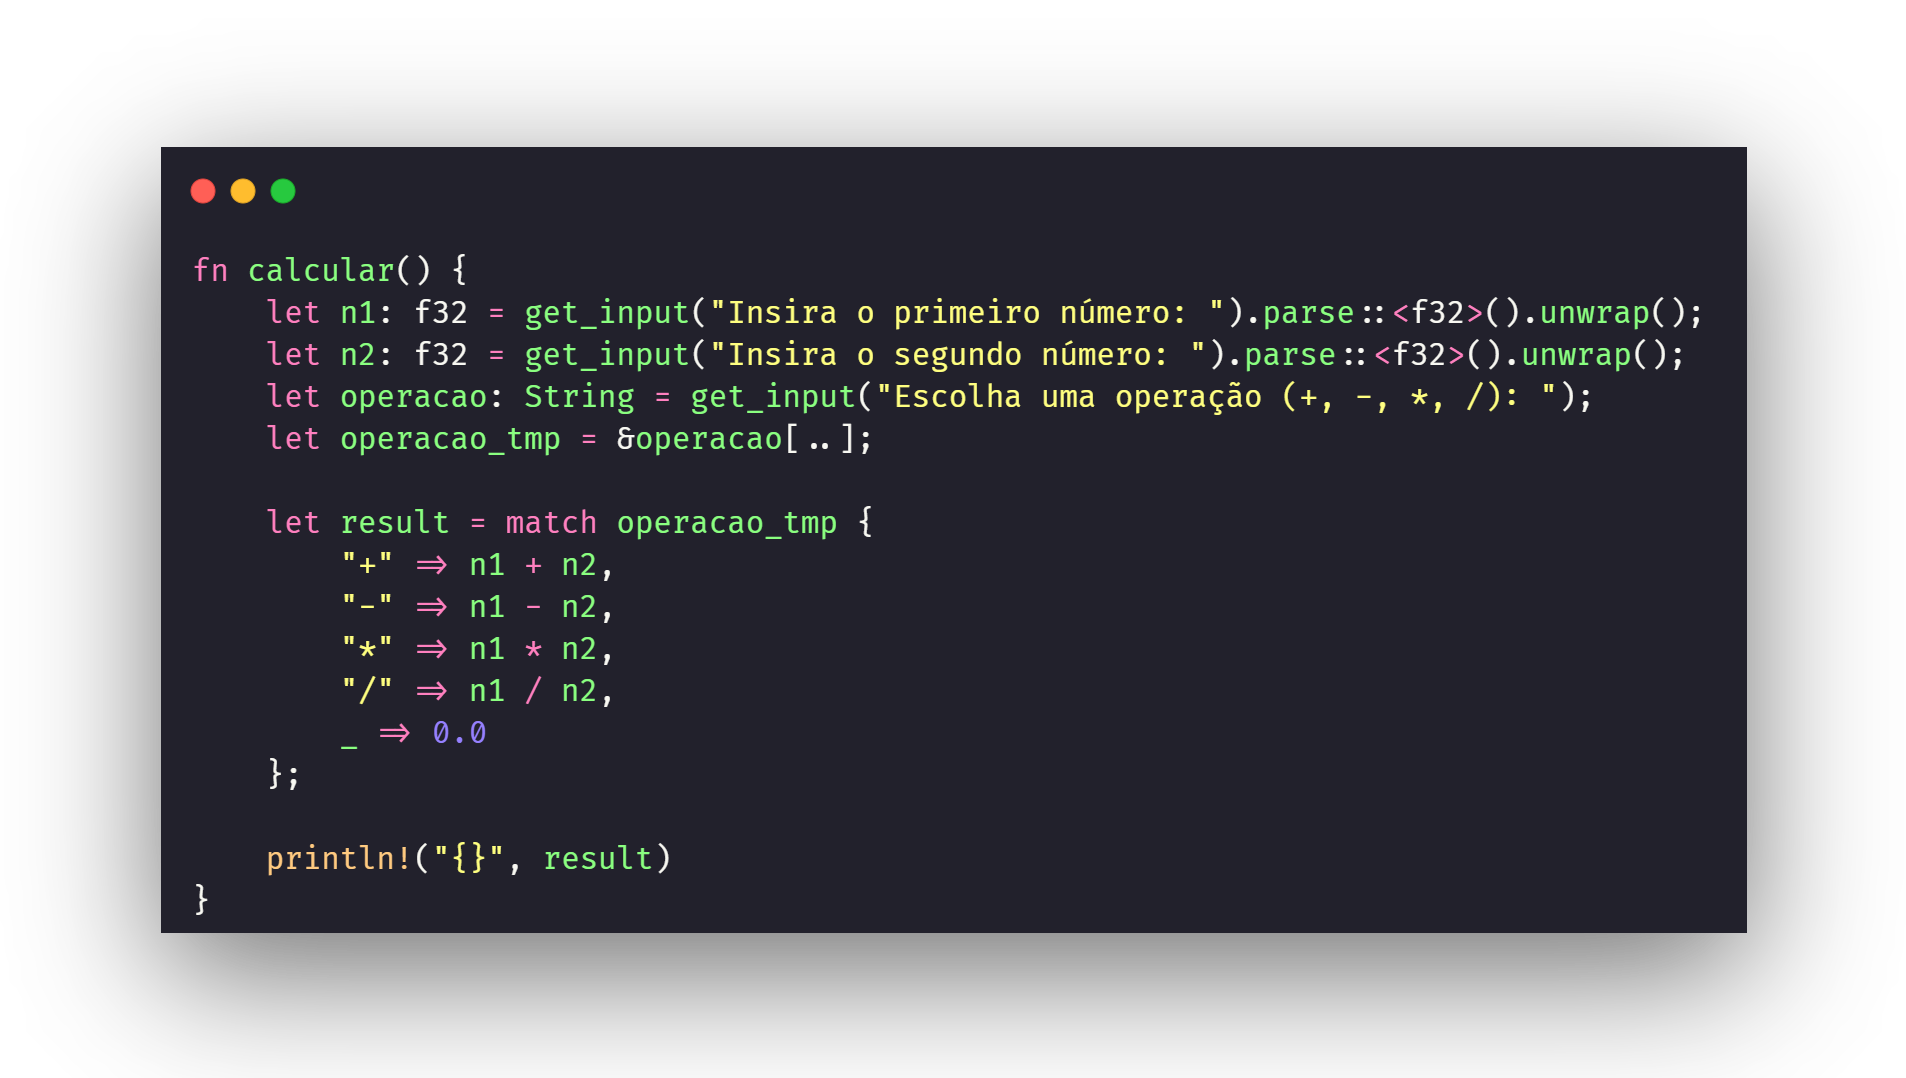 fn calcular() {
    let n1: f32 = get_input("Insira o primeiro número: ").parse::<f32>().unwrap();
    let n2: f32 = get_input("Insira o segundo número: ").parse::<f32>().unwrap();
    let operacao: String = get_input("Escolha uma operação (+, -, *, /): ");
    let operacao_tmp = &operacao[..];

    let result = match operacao_tmp {
        "+" => n1 + n2,
        "-" => n1 - n2,
        "*" => n1 * n2,
        "/" => n1 / n2,
        _ => 0.0
    };

    println!("{}", result)
}